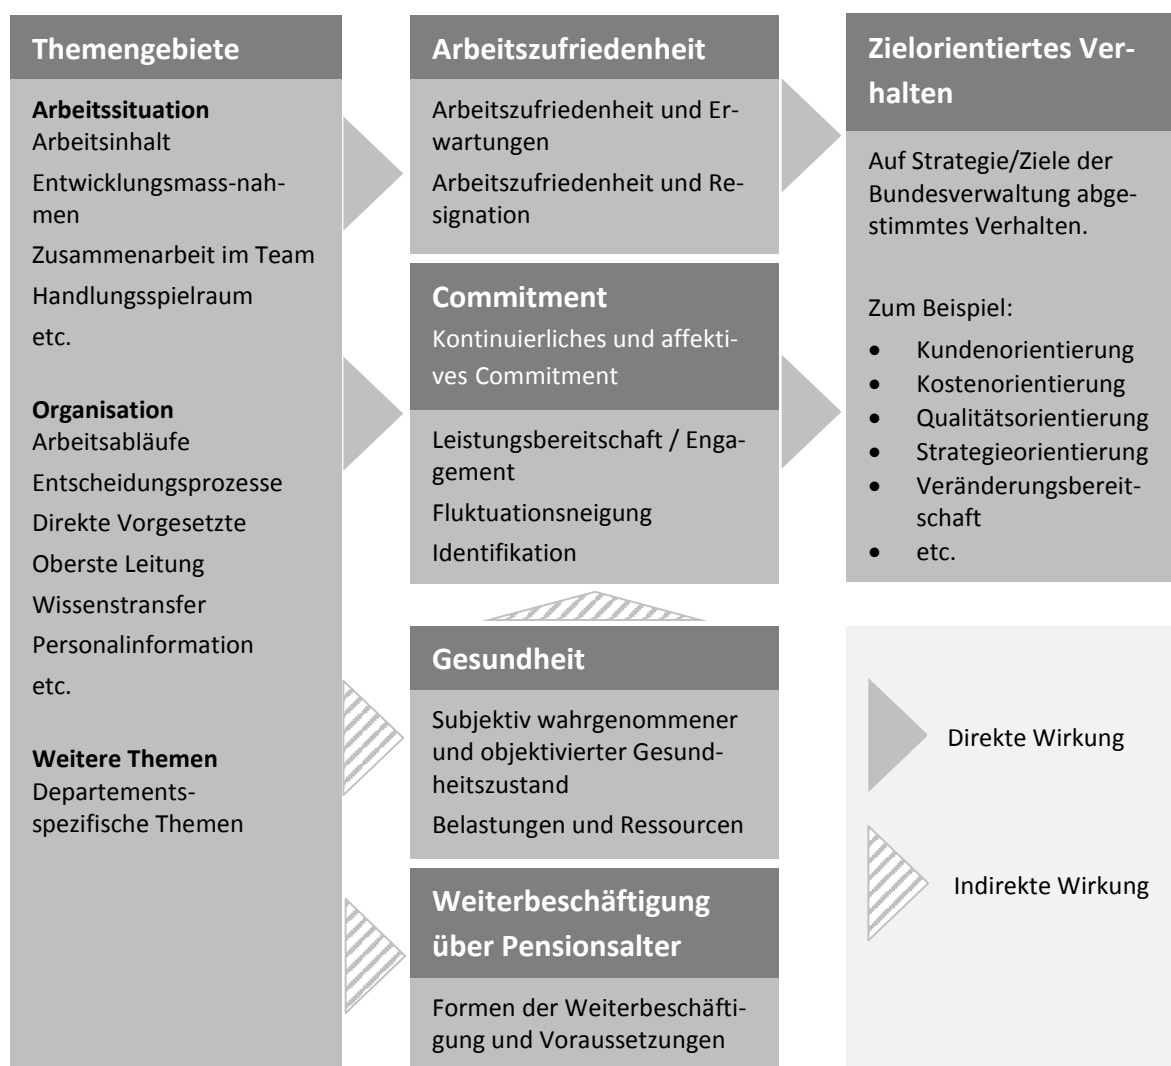 Themengebiete
Arbeitssituation
Arbeitsinhalt
Entwicklungsmass-nah-
men
Zusammenarbeit im Team
Handlungsspielraum
etc.
Organisation
Arbeitsabläufe
Entscheidungsprozesse
Direkte Vorgesetzte
Oberste Leitung
Wissenstransfer
Personalinformation
etc.
Weitere Themen
Departements-
spezifische Themen
Arbeitszufriedenheit
Arbeitszufriedenheit und Er-
wartungen
Arbeitszufriedenheit und Re-
signation
Commitment
Kontinuierliches und affekti-
ves Commitment
Leistungsbereitschaft / Enga-
gement
Fluktuationsneigung
Identifikation
Gesundheit
Subjektiv wahrgenommener
und objektivierter Gesund-
heitszustand
Belastungen und Ressourcen
Weiterbeschäftigung
über Pensionsalter
Formen der Weiterbeschäfti-
gung und Voraussetzungen
Zielorientiertes Ver-
halten
Auf Strategie/Ziele der
Bundesverwaltung abge-
stimmtes Verhalten.
Zum Beispiel:
• Kundenorientierung
• Kostenorientierung
• Qualitätsorientierung
• Strategieorientierung
• Veränderungsbereit-
schaft
• etc.
Direkte Wirkung
Indirekte Wirkung